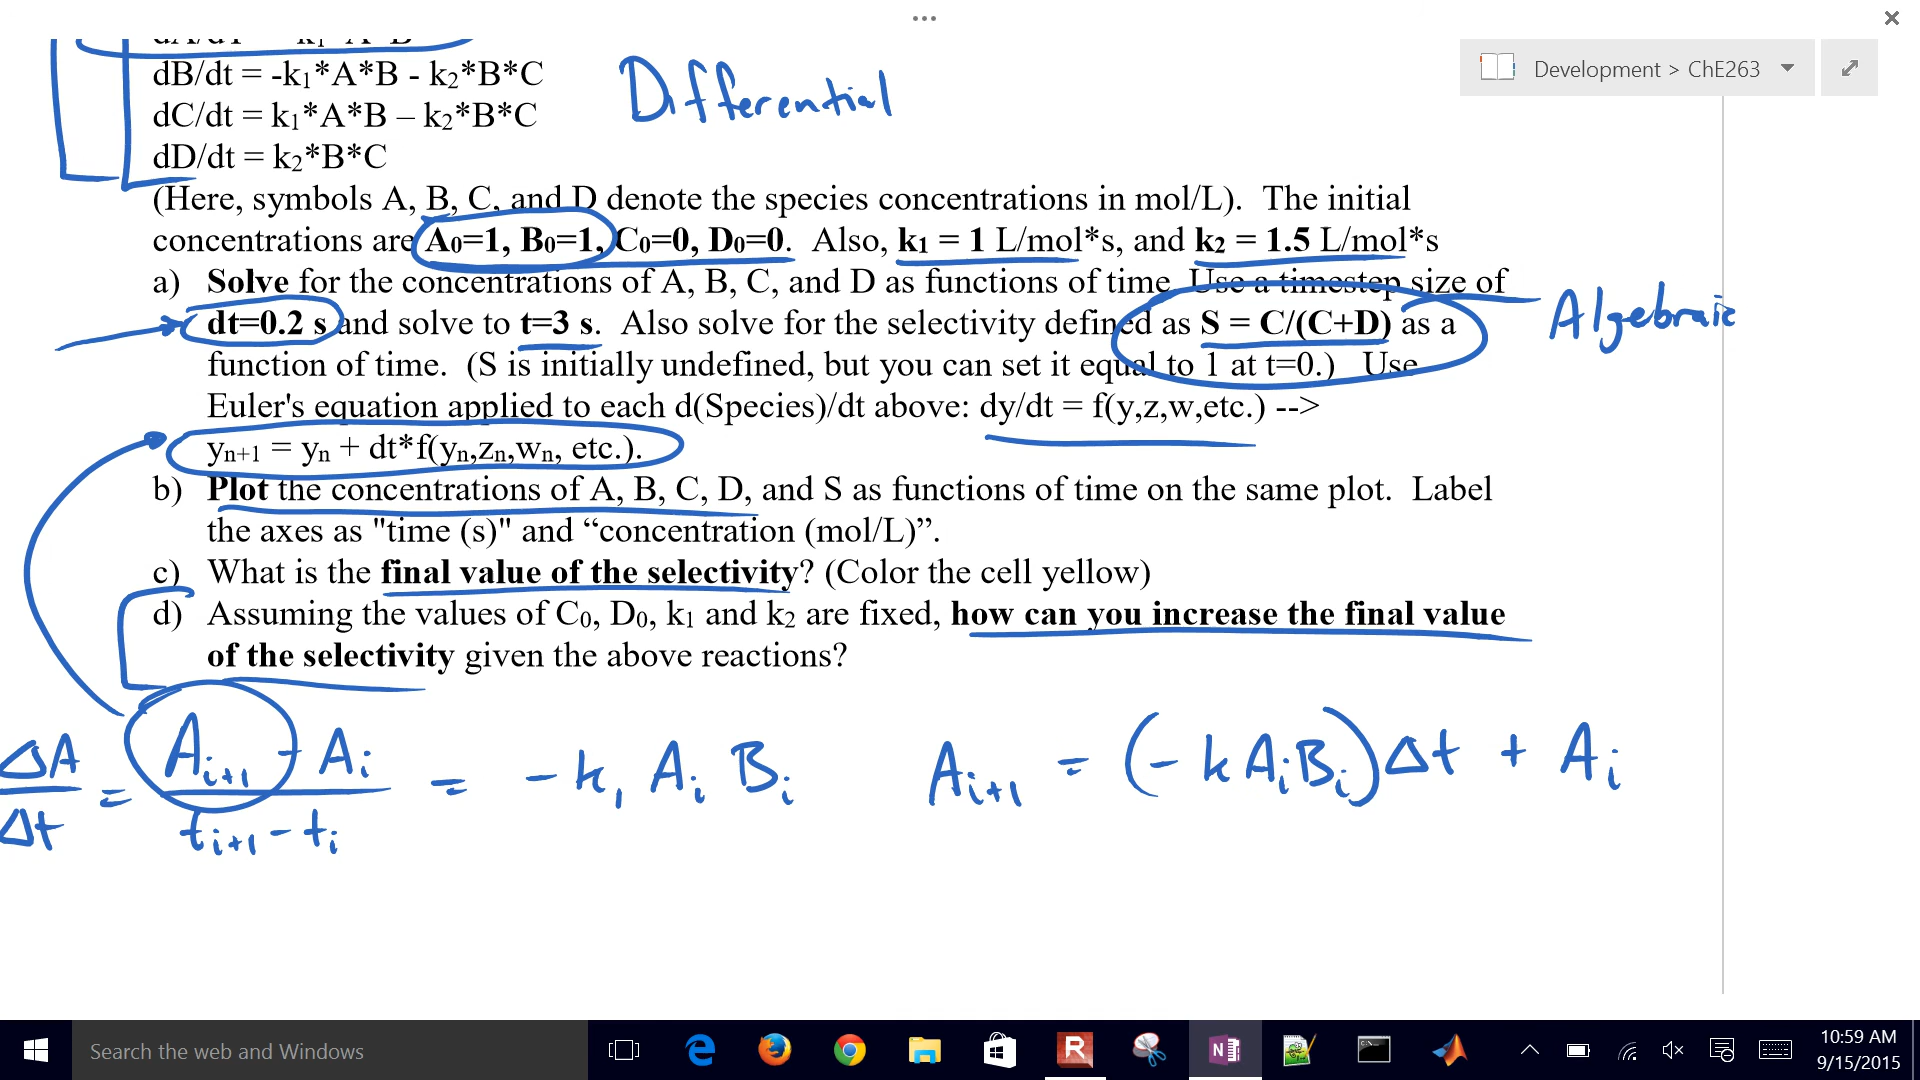 Development > ChE263
dB/dt = -k₁*A*B - k₂*B*C
Differential
dC/dt = k₁*A*B – k₂*B*C
dD/dt = k₂*B*C
(Here, symbols A, B, C, and D denote the species concentrations in mol/L). The initial
concentrations are A₀=1, B₀=1, C₀=0, D₀=0. Also, k₁ = 1 L/mol*s, and k₂ = 1.5 L/mol*s
a) Solve for the concentrations of A, B, C, and D as functions of time. Use a timestep size of
dt=0.2 s and solve to t=3 s. Also solve for the selectivity defined as S = C/(C+D) as a
Algebraic
function of time. (S is initially undefined, but you can set it equal to 1 at t=0.) Use
Euler's equation applied to each d(Species)/dt above: dy/dt = f(y,z,w,etc.) -->
yₙ₊₁ = yₙ + dt*f(yₙ,zₙ,wₙ, etc.).
b) Plot the concentrations of A, B, C, D, and S as functions of time on the same plot. Label
the axes as "time (s)" and “concentration (mol/L)”.
c) What is the final value of the selectivity? (Color the cell yellow)
d) Assuming the values of C₀, D₀, k₁ and k₂ are fixed, how can you increase the final value
of the selectivity given the above reactions?
ΔA/Δt = (Aᵢ₊₁ - Aᵢ)/(tᵢ₊₁ - tᵢ) = -k₁ Aᵢ Bᵢ
Aᵢ₊₁ = (-k Aᵢ Bᵢ) Δt + Aᵢ
Search the web and Windows
10:59 AM
9/15/2015